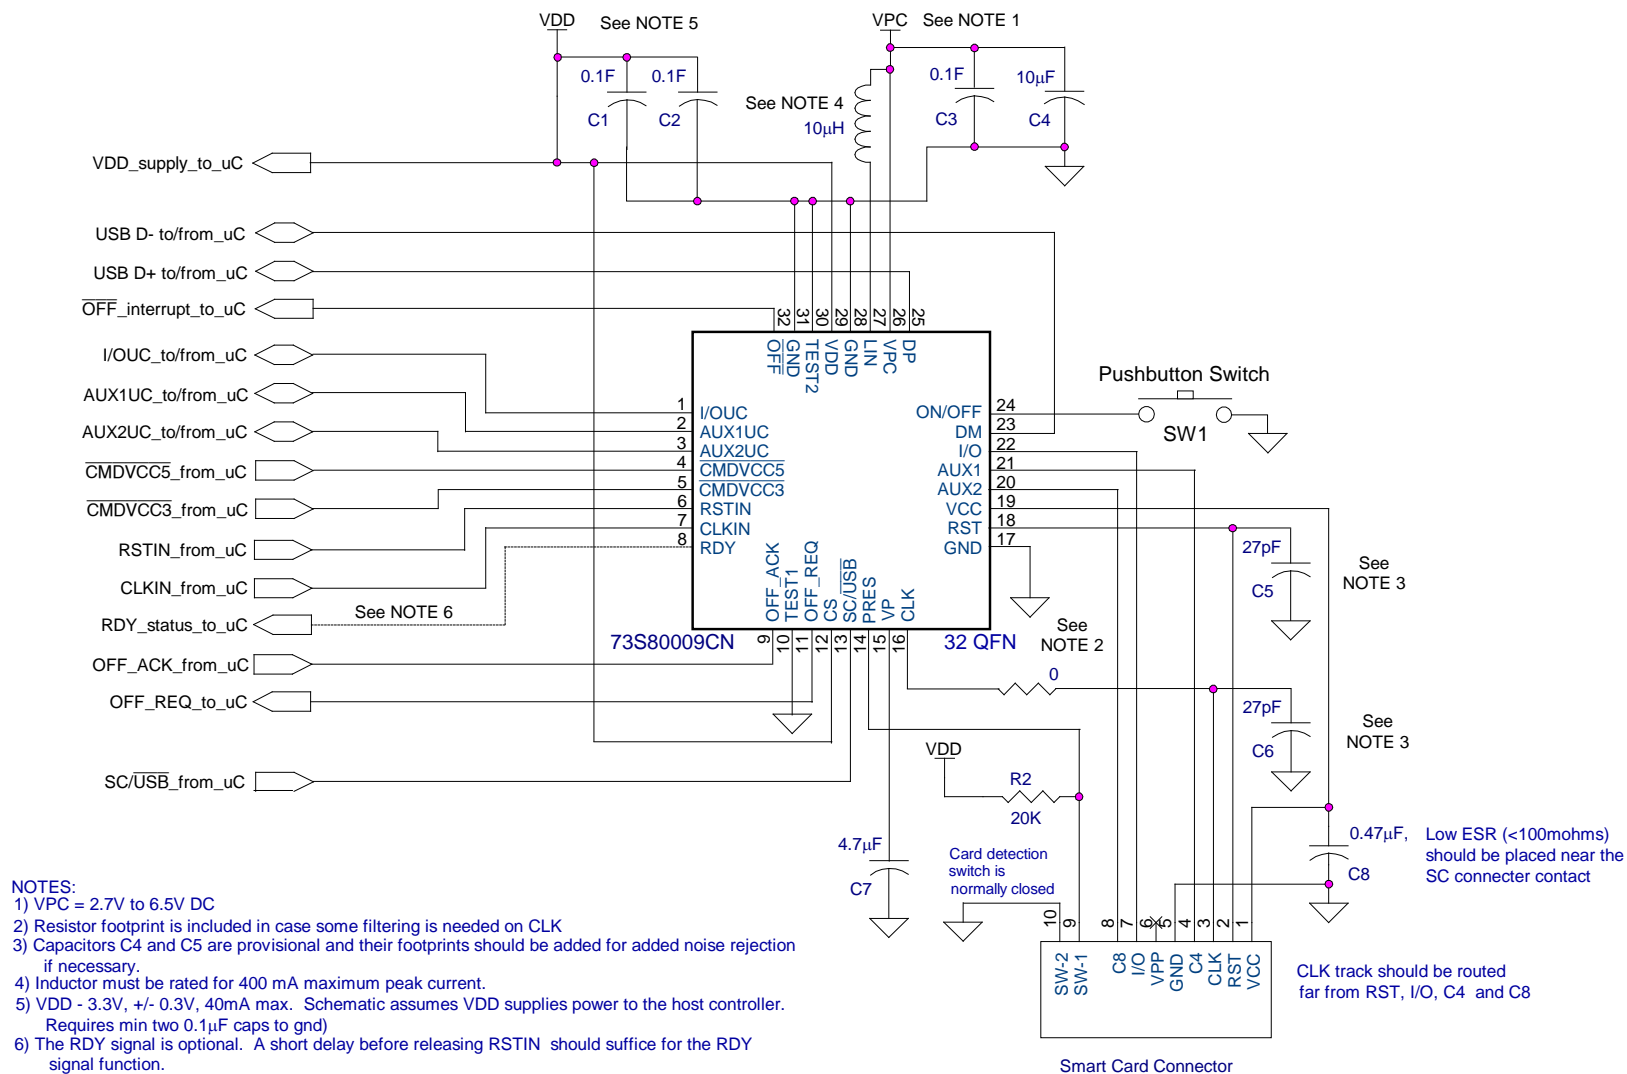 VDD See NOTE 5
VPC See NOTE 1
0.1F 0.1F
C1 C2
See NOTE 4
10µH
0.1F 10µF
C3 C4
VDD_supply_to_uC
USB D- to/from_uC
USB D+ to/from_uC
OFF_interrupt_to_uC
I/OUC_to/from_uC
AUX1UC_to/from_uC
AUX2UC_to/from_uC
CMDVCC5_from_uC
CMDVCC3_from_uC
RSTIN_from_uC
CLKIN_from_uC
RDY_status_to_uC
See NOTE 6
OFF_ACK_from_uC
OFF_REQ_to_uC
SC/USB_from_uC
32 31 30 29 28 27 26 25
OFF GND TEST2 VDD GND LIN VPC DP
1 I/OUC
2 AUX1UC
3 AUX2UC
4 CMDVCC5
5 CMDVCC3
6 RSTIN
7 CLKIN
8 RDY
ON/OFF 24
DM 23
I/O 22
AUX1 21
AUX2 20
VCC 19
RST 18
GND 17
OFF_ACK TEST1 OFF_REQ CS SC/USB PRES VP CLK
9 10 11 12 13 14 15 16
73S80009CN
32 QFN
Pushbutton Switch
SW1
27pF
C5
See
NOTE 3
See
NOTE 2
0
27pF
C6
See
NOTE 3
VDD
R2
20K
4.7µF
C7
Card detection
switch is
normally closed
0.47µF,
C8
Low ESR (<100mohms)
should be placed near the
SC connecter contact
10 9 8 7 6 5 4 3 2 1
SW-2 SW-1 C8 I/O VPP GND C4 CLK RST VCC
CLK track should be routed
far from RST, I/O, C4 and C8
Smart Card Connector
NOTES:
1) VPC = 2.7V to 6.5V DC
2) Resistor footprint is included in case some filtering is needed on CLK
3) Capacitors C4 and C5 are provisional and their footprints should be added for added noise rejection
if necessary.
4) Inductor must be rated for 400 mA maximum peak current.
5) VDD - 3.3V, +/- 0.3V, 40mA max. Schematic assumes VDD supplies power to the host controller.
Requires min two 0.1µF caps to gnd)
6) The RDY signal is optional. A short delay before releasing RSTIN should suffice for the RDY
signal function.